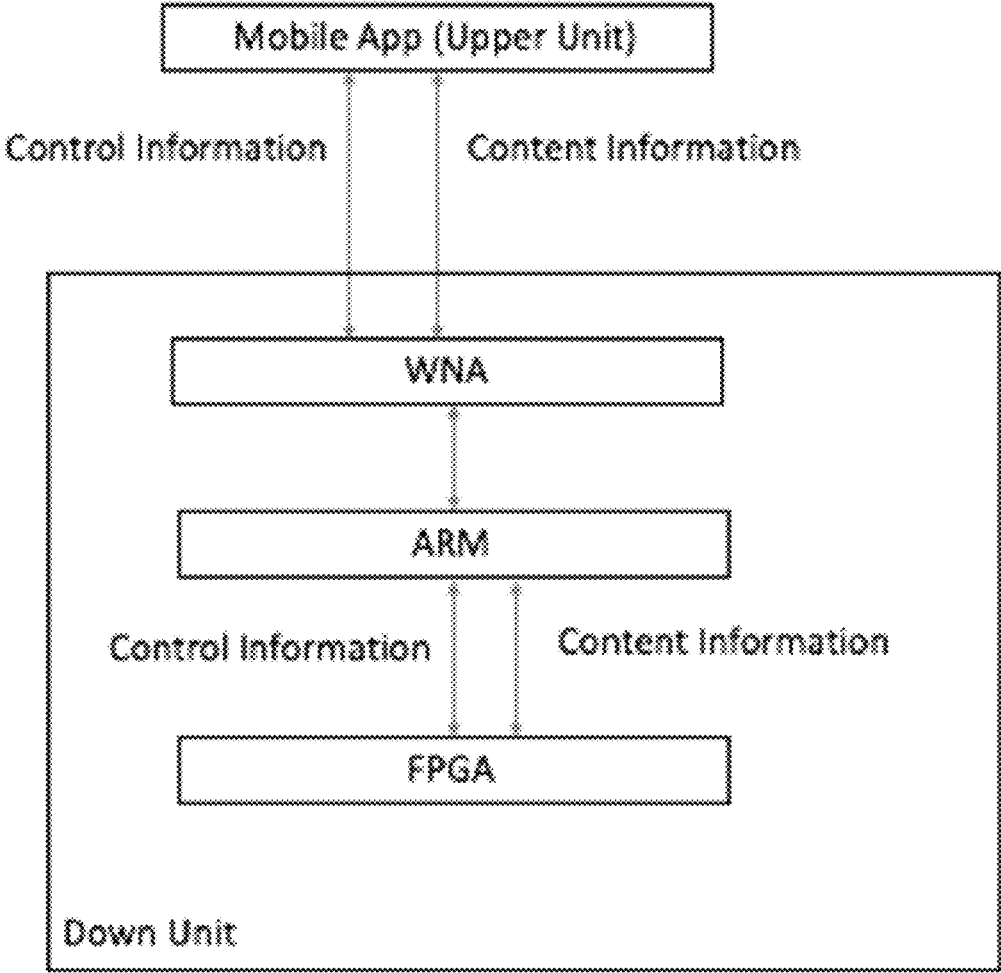 Mobile App (Upper Unit)
Control Information
Content Information
WNA
ARM
Control Information
Content Information
FPGA
Down Unit